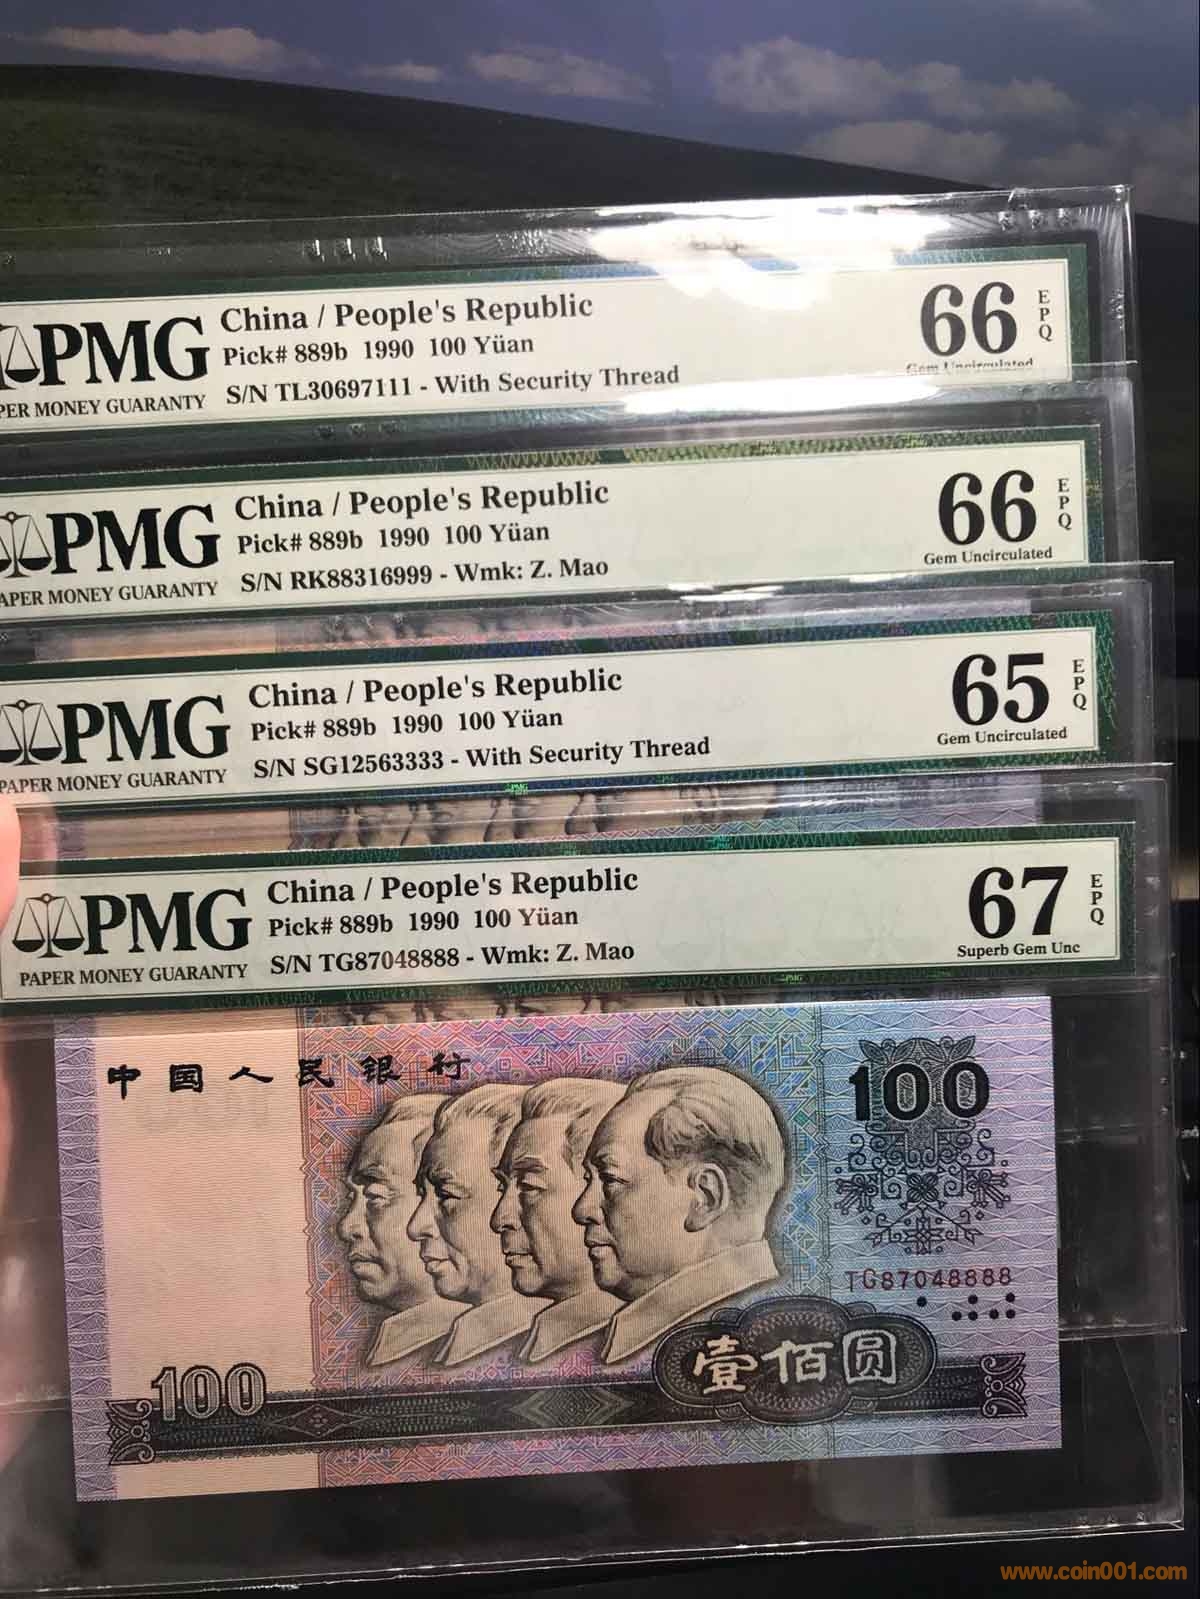 China / People's Republic
PMG
Pick# 889b 1990 100 Yüan
66 EPQ
Gem Uncirculated
PER MONEY GUARANTY
S/N TL30697111 - With Security Thread
China / People's Republic
PMG
Pick# 889b 1990 100 Yüan
66 EPQ
Gem Uncirculated
APER MONEY GUARANTY
S/N RK88316999 - Wmk: Z. Mao
China / People's Republic
PMG
Pick# 889b 1990 100 Yüan
65 EPQ
Gem Uncirculated
PAPER MONEY GUARANTY
S/N SG12563333 - With Security Thread
China / People's Republic
PMG
Pick# 889b 1990 100 Yüan
67 EPQ
Superb Gem Unc
PAPER MONEY GUARANTY
S/N TG87048888 - Wmk: Z. Mao
中国人民银行
100
TG87048888
壹佰圆
100
www.coin001.com